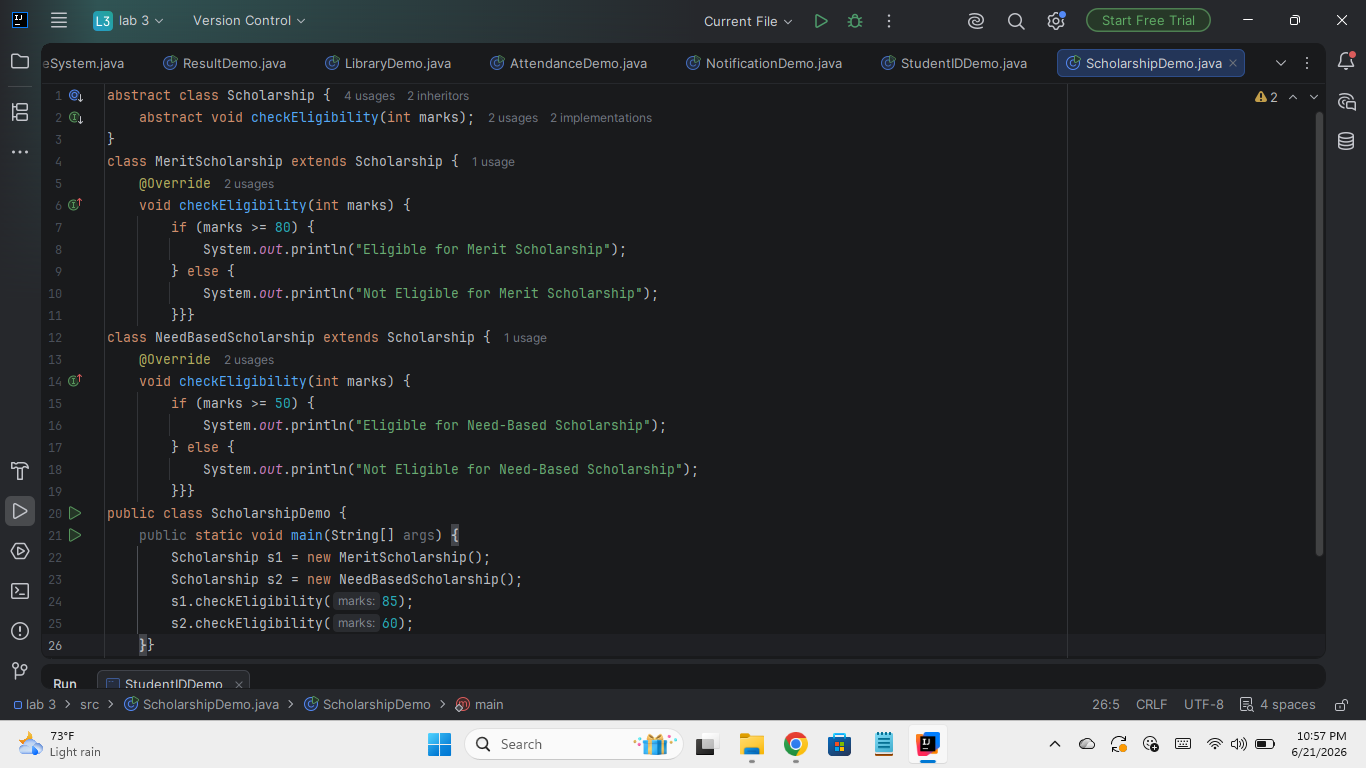 L3 lab 3 Version Control Current File Start Free Trial
eSystem.java ResultDemo.java LibraryDemo.java AttendanceDemo.java NotificationDemo.java StudentIDDemo.java ScholarshipDemo.java
1 abstract class Scholarship { 4 usages 2 inheritors 2
2 abstract void checkEligibility(int marks); 2 usages 2 implementations
3 }
4 class MeritScholarship extends Scholarship { 1 usage
5 @Override 2 usages
6 void checkEligibility(int marks) {
7 if (marks >= 80) {
8 System.out.println("Eligible for Merit Scholarship");
9 } else {
10 System.out.println("Not Eligible for Merit Scholarship");
11 }}}
12 class NeedBasedScholarship extends Scholarship { 1 usage
13 @Override 2 usages
14 void checkEligibility(int marks) {
15 if (marks >= 50) {
16 System.out.println("Eligible for Need-Based Scholarship");
17 } else {
18 System.out.println("Not Eligible for Need-Based Scholarship");
19 }}}
20 public class ScholarshipDemo {
21 public static void main(String[] args) {
22 Scholarship s1 = new MeritScholarship();
23 Scholarship s2 = new NeedBasedScholarship();
24 s1.checkEligibility( marks: 85);
25 s2.checkEligibility( marks: 60);
26 }}
Run StudentIDDemo
lab 3 > src > ScholarshipDemo.java > ScholarshipDemo > main 26:5 CRLF UTF-8 4 spaces
73°F
Light rain
Search
10:57 PM
6/21/2026